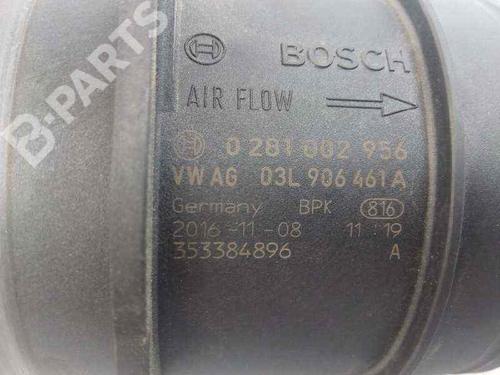 B-PARTS
BOSCH
AIR FLOW
0 281 002 956
VW AG 03L 906 461 A
Germany BPK 816
2016-11-08 11:19
353384896 A